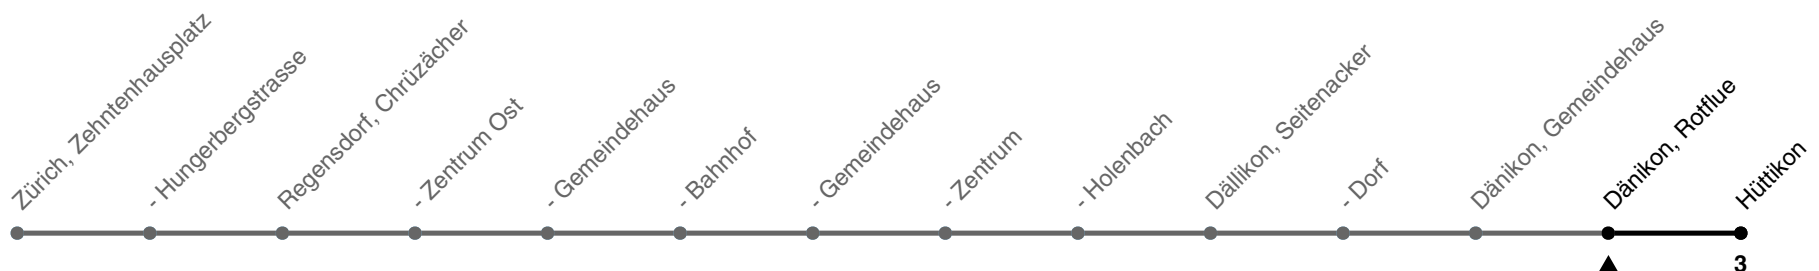 Zürich, Zehntenhausplatz
- Hungerbergstrasse
Regensdorf, Chrüzächer
- Zentrum Ost
- Gemeindehaus
- Bahnhof
- Gemeindehaus
- Zentrum
- Holenbach
Dällikon, Seitenacker
- Dorf
Dänikon, Gemeindehaus
Dänikon, Rotflue
Hüttikon
3